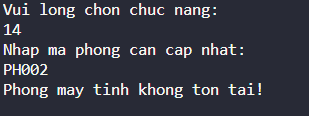 Vui long chon chuc nang:
14
Nhap ma phong can cap nhat:
PH002
Phong may tinh khong ton tai!